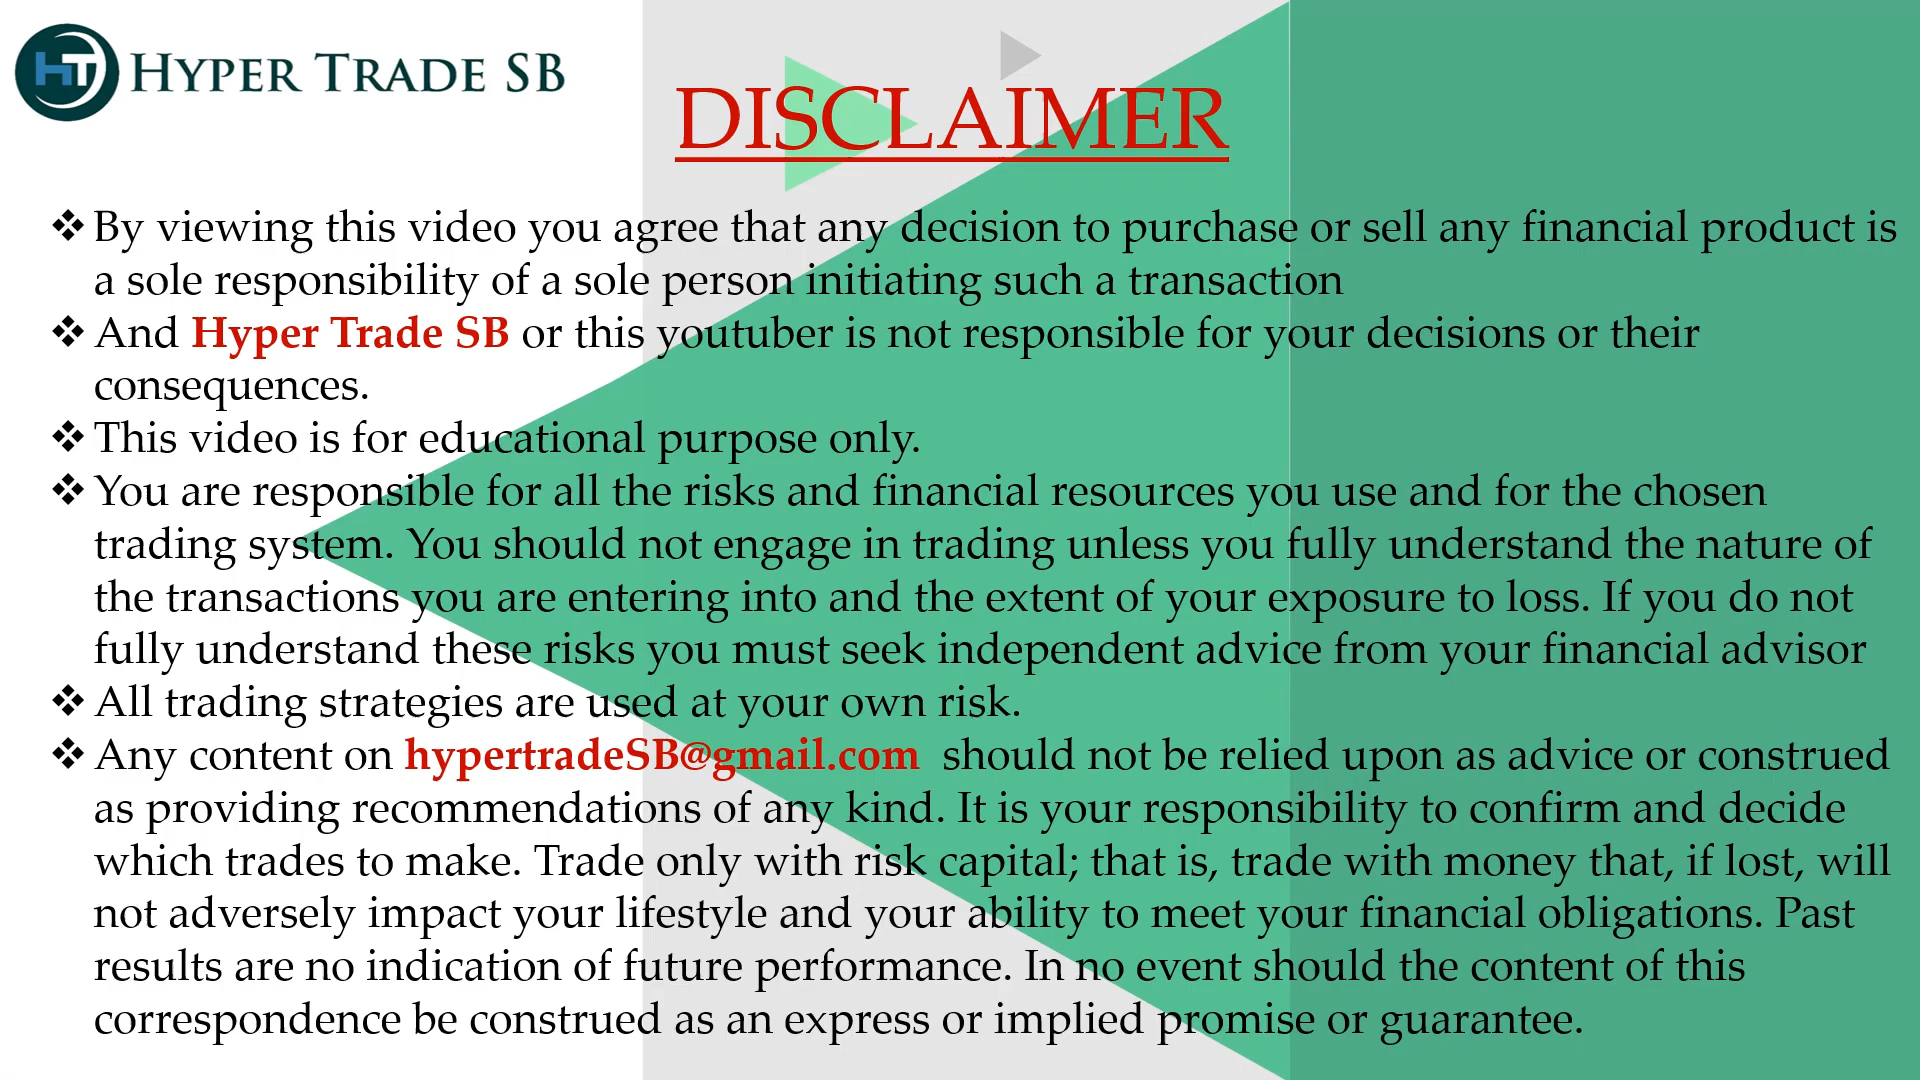 HT HYPER TRADE SB
DISCLAIMER
❖ By viewing this video you agree that any decision to purchase or sell any financial product is
a sole responsibility of a sole person initiating such a transaction
❖ And Hyper Trade SB or this youtuber is not responsible for your decisions or their
consequences.
❖ This video is for educational purpose only.
❖ You are responsible for all the risks and financial resources you use and for the chosen
trading system. You should not engage in trading unless you fully understand the nature of
the transactions you are entering into and the extent of your exposure to loss. If you do not
fully understand these risks you must seek independent advice from your financial advisor
❖ All trading strategies are used at your own risk.
❖ Any content on hypertradeSB@gmail.com should not be relied upon as advice or construed
as providing recommendations of any kind. It is your responsibility to confirm and decide
which trades to make. Trade only with risk capital; that is, trade with money that, if lost, will
not adversely impact your lifestyle and your ability to meet your financial obligations. Past
results are no indication of future performance. In no event should the content of this
correspondence be construed as an express or implied promise or guarantee.